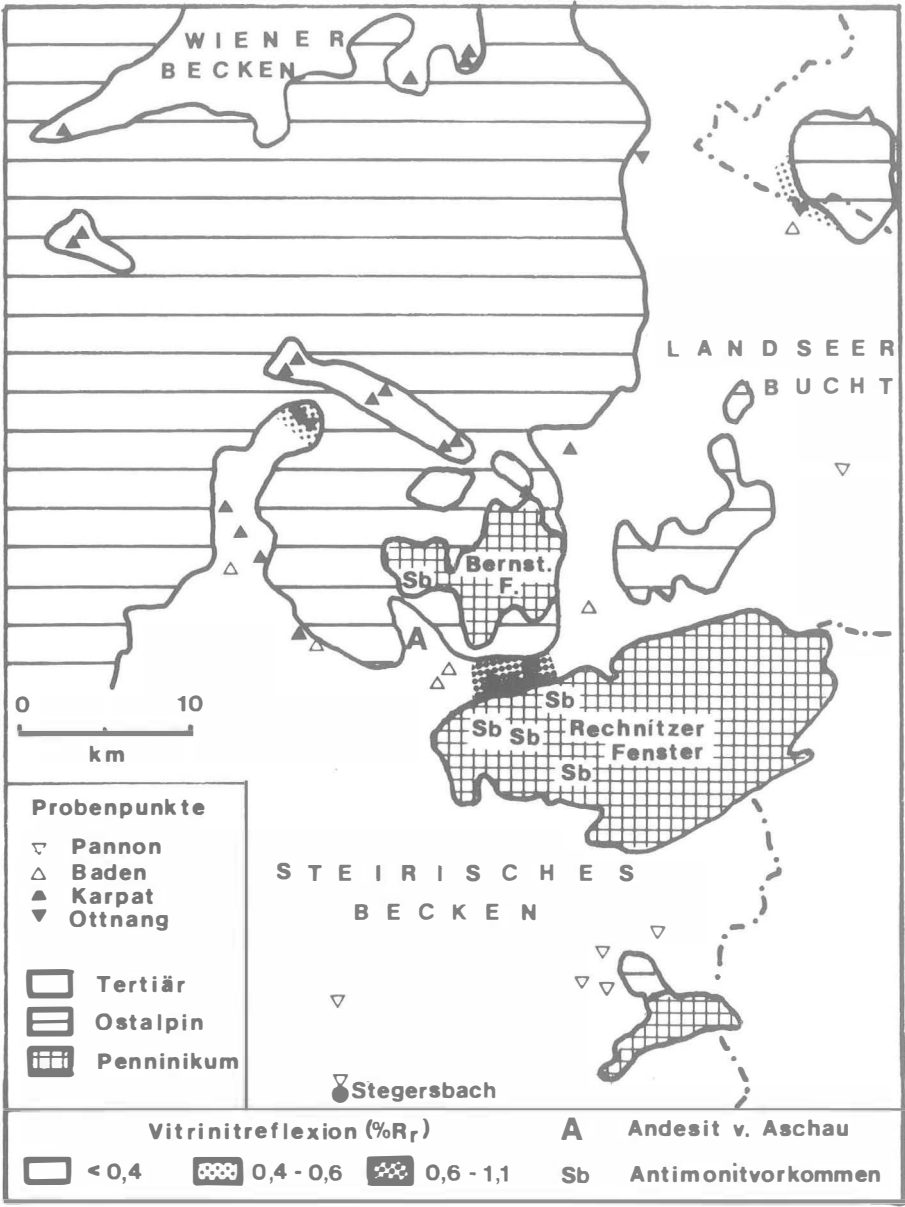 WIENER
BECKEN
LANDSEER
BUCHT
Sb
Bernst.
F.
A
Sb
Sb
Sb
Rechnitzer
Fenster
Sb
0 10
km
STEIRISCHES
BECKEN
Stegersbach
Probenpunkte
Pannon
Baden
Karpat
Ottnang
Tertiär
Ostalpin
Penninikum
Vitrinitreflexion (%Rr)
< 0,4 0,4 - 0,6 0,6 - 1,1
A Andesit v. Aschau
Sb Antimonitvorkommen